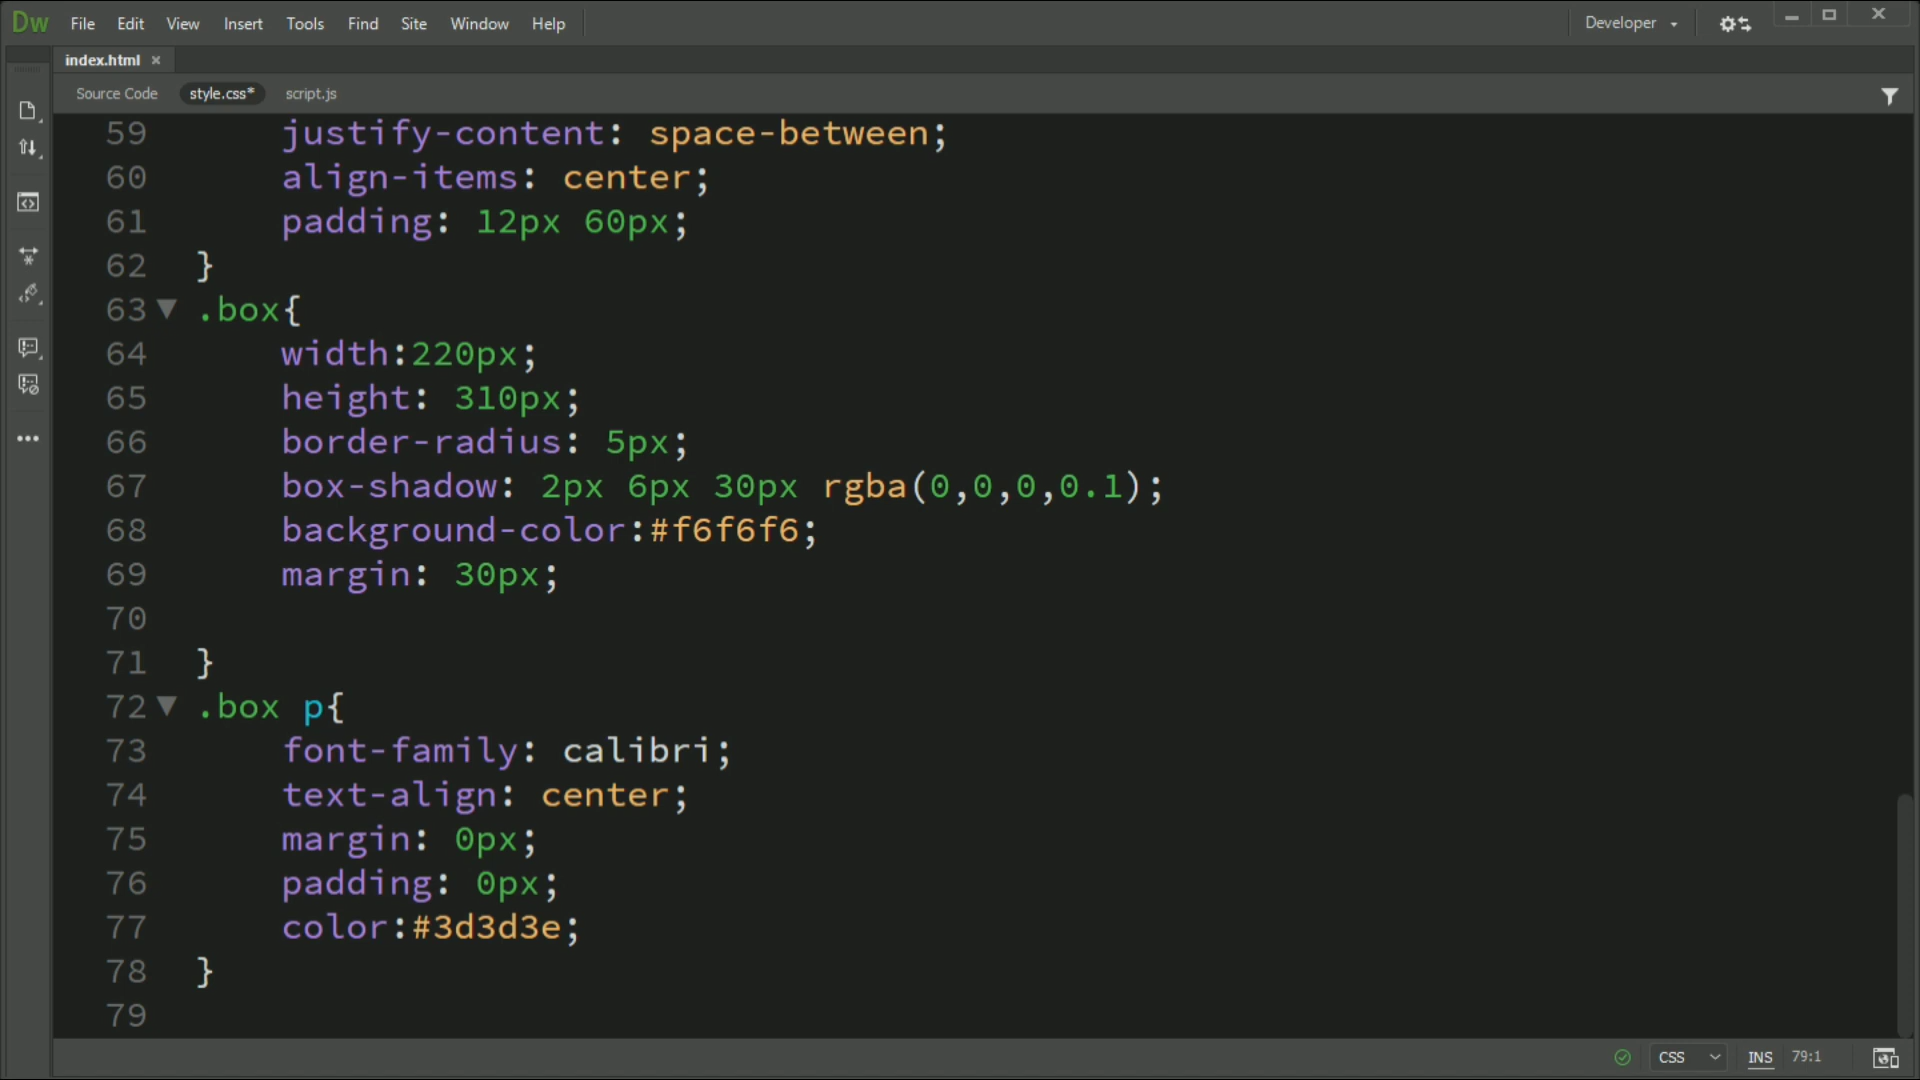 Dw File Edit View Insert Tools Find Site Window Help Developer
index.html
Source Code style.css* script.js
59 justify-content: space-between;
60 align-items: center;
61 padding: 12px 60px;
62 }
63 .box{
64 width:220px;
65 height: 310px;
66 border-radius: 5px;
67 box-shadow: 2px 6px 30px rgba(0,0,0,0.1);
68 background-color:#f6f6f6;
69 margin: 30px;
70
71 }
72 .box p{
73 font-family: calibri;
74 text-align: center;
75 margin: 0px;
76 padding: 0px;
77 color:#3d3d3e;
78 }
79
CSS INS 79:1